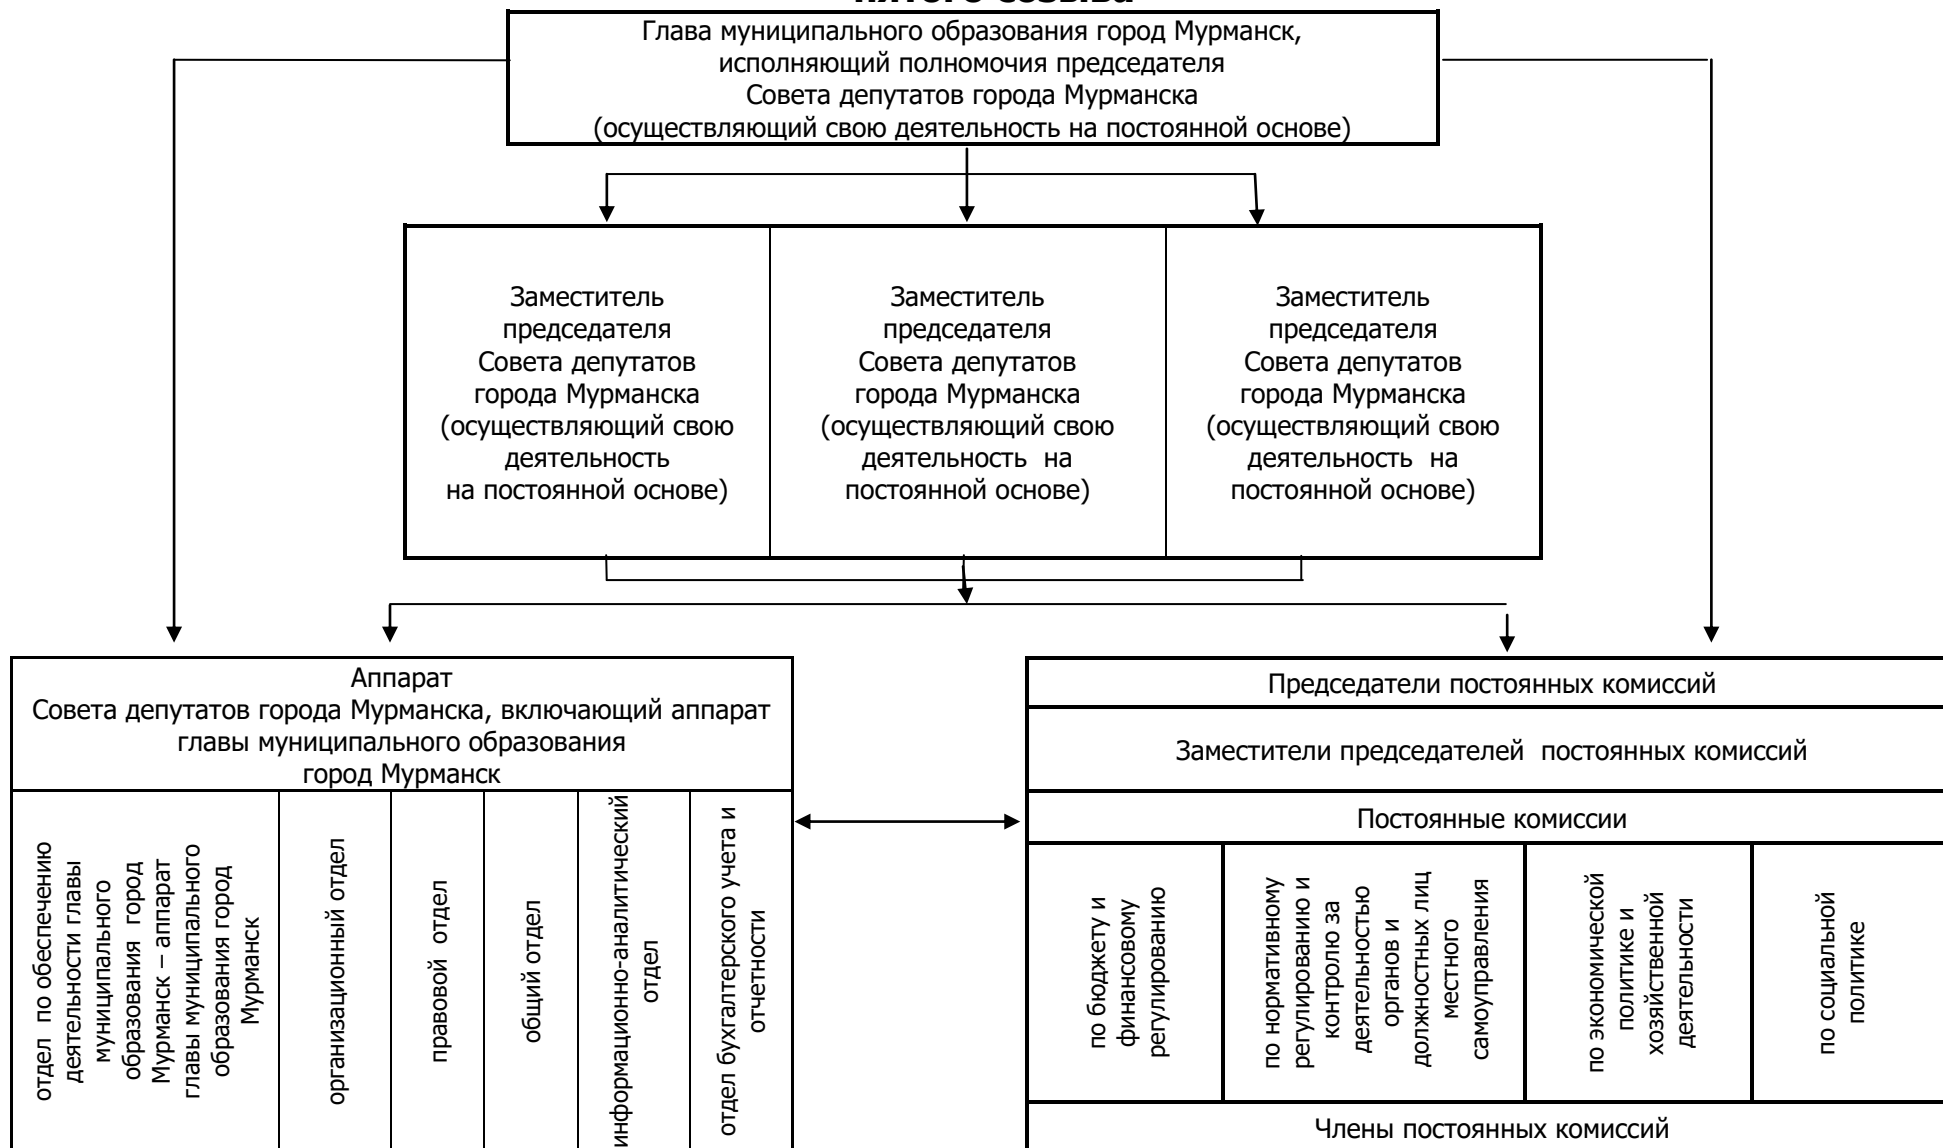 Глава муниципального образования город Мурманск,
исполняющий полномочия председателя
Совета депутатов города Мурманска
(осуществляющий свою деятельность на постоянной основе)
Заместитель
председателя
Совета депутатов
города Мурманска
(осуществляющий свою
деятельность
на постоянной основе)
Заместитель
председателя
Совета депутатов
города Мурманска
(осуществляющий свою
деятельность  на
постоянной основе)
Заместитель
председателя
Совета депутатов
города Мурманска
(осуществляющий свою
деятельность  на
постоянной основе)
Аппарат
Совета депутатов города Мурманска, включающий аппарат
главы муниципального образования
город Мурманск
отдел  по обеспечению
деятельности главы
муниципального
образования  город
Мурманск – аппарат
главы муниципального
образования город
Мурманск
организационный отдел
правовой  отдел
общий отдел
информационно-аналитический
отдел
отдел бухгалтерского учета и
отчетности
Председатели постоянных комиссий
Заместители председателей  постоянных комиссий
Постоянные комиссии
по бюджету и
финансовому
регулированию
по нормативному
регулированию и
контролю за
деятельностью
органов и
должностных лиц
местного
самоуправления
по экономической
политике и
хозяйственной
деятельности
по социальной
политике
Члены постоянных комиссий